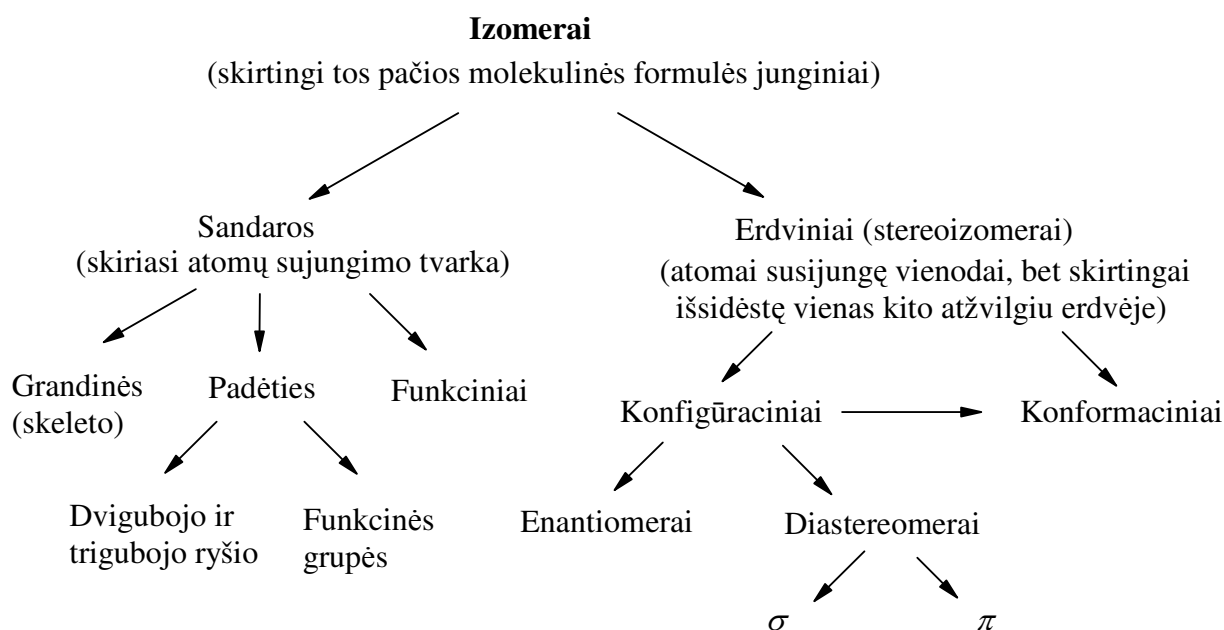 Izomerai
(skirtingi tos pačios molekulinės formulės junginiai)
Sandaros
(skiriasi atomų sujungimo tvarka)
Erdviniai (stereoizomerai)
(atomai susijungę vienodai, bet skirtingai
išsidėstę vienas kito atžvilgiu erdvėje)
Grandinės
(skeleto)
Padėties
Funkciniai
Konfigūraciniai
Konformaciniai
Dvigubojo ir
trigubojo ryšio
Funkcinės
grupės
Enantiomerai
Diastereomerai
σ
π